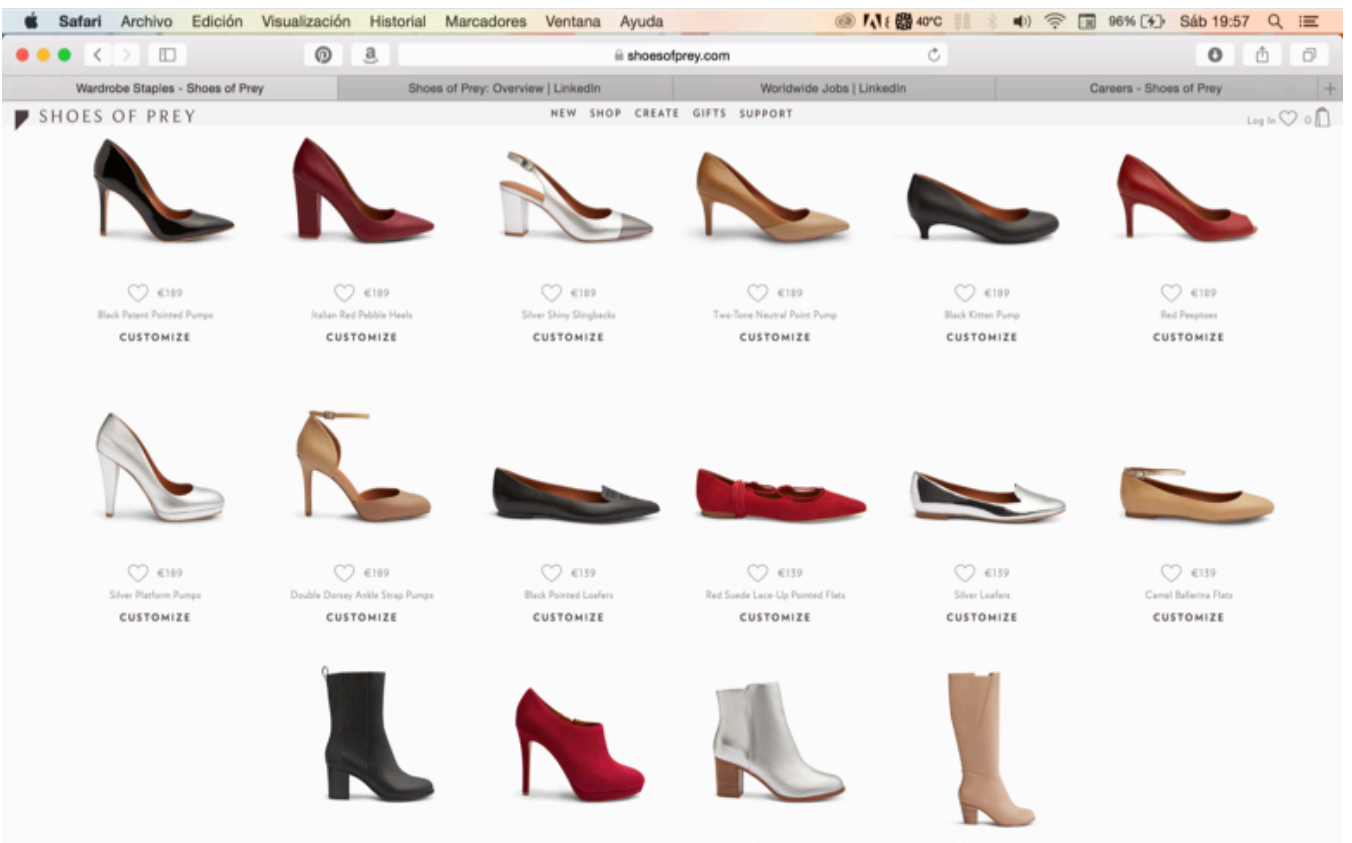 Safari Archivo Edición Visualización Historial Marcadores Ventana Ayuda 40°C 96% Sáb 19:57
shoesofprey.com
Wardrobe Staples - Shoes of Prey Shoes of Prey: Overview | LinkedIn Worldwide Jobs | LinkedIn Careers - Shoes of Prey
SHOES OF PREY NEW SHOP CREATE GIFTS SUPPORT Log In 0
€189 €189 €189 €189 €189 €189
Black Patent Pointed Pumps Italian Red Pebble Heels Silver Shiny Slingbacks Two-Tone Neutral Point Pump Black Kitten Pump Red Peeptoes
CUSTOMIZE CUSTOMIZE CUSTOMIZE CUSTOMIZE CUSTOMIZE CUSTOMIZE
€189 €189 €139 €139 €139 €139
Silver Platform Pumps Double Dorsay Ankle Strap Pumps Black Pointed Loafers Red Suede Lace-Up Pointed Flats Silver Loafers Camel Ballerina Flats
CUSTOMIZE CUSTOMIZE CUSTOMIZE CUSTOMIZE CUSTOMIZE CUSTOMIZE